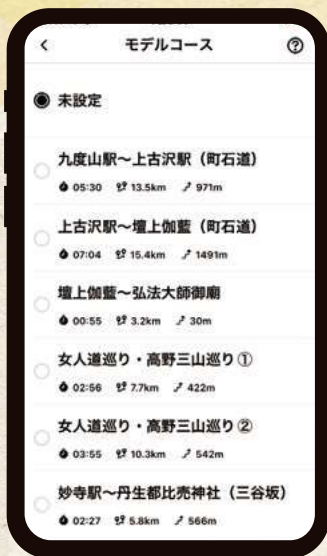 モデルコース
未設定
九度山駅〜上古沢駅（町石道）
05:30 13.5km 971m
上古沢駅〜壇上伽藍（町石道）
07:04 15.4km 1491m
壇上伽藍〜弘法大師御廟
00:55 3.2km 30m
女人道巡り・高野三山巡り①
02:56 7.7km 422m
女人道巡り・高野三山巡り②
03:55 10.3km 542m
妙寺駅〜丹生都比売神社（三谷坂）
02:27 5.8km 566m